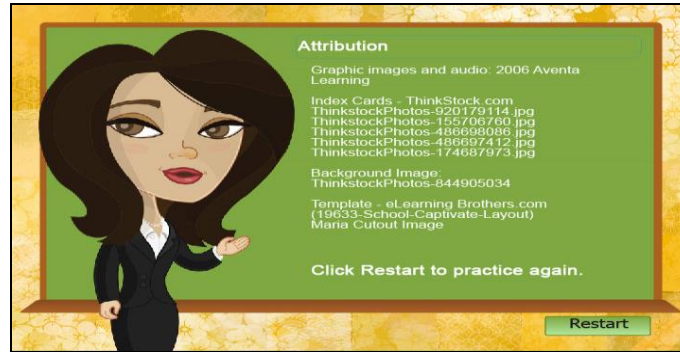 Attribution
Graphic images and audio: 2006 Aventa
Learning
Index Cards - ThinkStock.com
ThinkstockPhotos-920179114.jpg
ThinkstockPhotos-155706760.jpg
ThinkstockPhotos-486698086.jpg
ThinkstockPhotos-486697412.jpg
ThinkstockPhotos-174687973.jpg
Background Image:
ThinkstockPhotos-844905034
Template - eLearning Brothers.com
(19633-School-Captivate-Layout)
Maria Cutout Image
Click Restart to practice again.
Restart